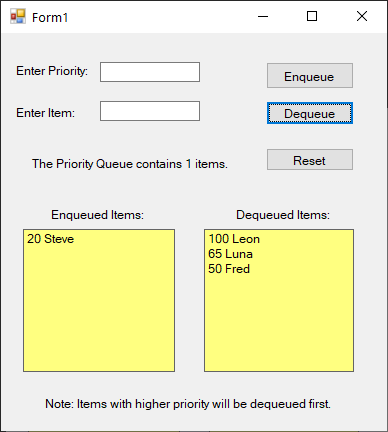 Form1
Enter Priority:
Enqueue
Enter Item:
Dequeue
The Priority Queue contains 1 items.
Reset
Enqueued Items:
Dequeued Items:
20 Steve
100 Leon
65 Luna
50 Fred
Note: Items with higher priority will be dequeued first.